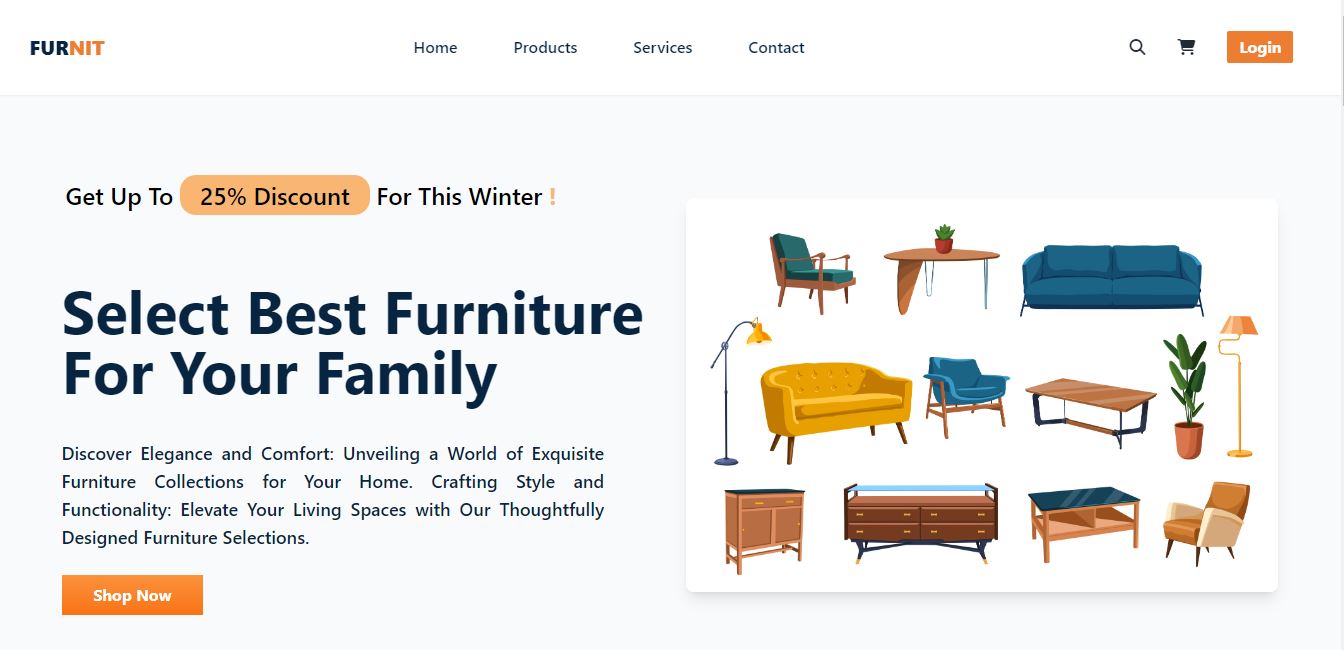 FURNIT
Home Products Services Contact
Login
Get Up To 25% Discount For This Winter !
Select Best Furniture
For Your Family
Discover Elegance and Comfort: Unveiling a World of Exquisite
Furniture Collections for Your Home. Crafting Style and
Functionality: Elevate Your Living Spaces with Our Thoughtfully
Designed Furniture Selections.
Shop Now